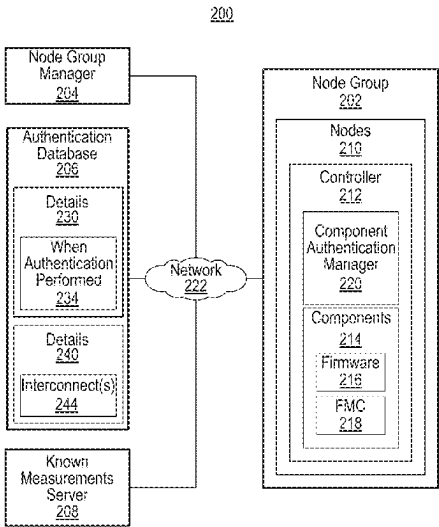 200
Node Group
Manager
204
Authentication
Database
206
Details
230
When
Authentication
Performed
234
Details
240
Interconnect(s)
244
Known
Measurements
Server
208
Network
222
Node Group
202
Nodes
210
Controller
212
Component
Authentication
Manager
220
Components
214
Firmware
216
FMC
218